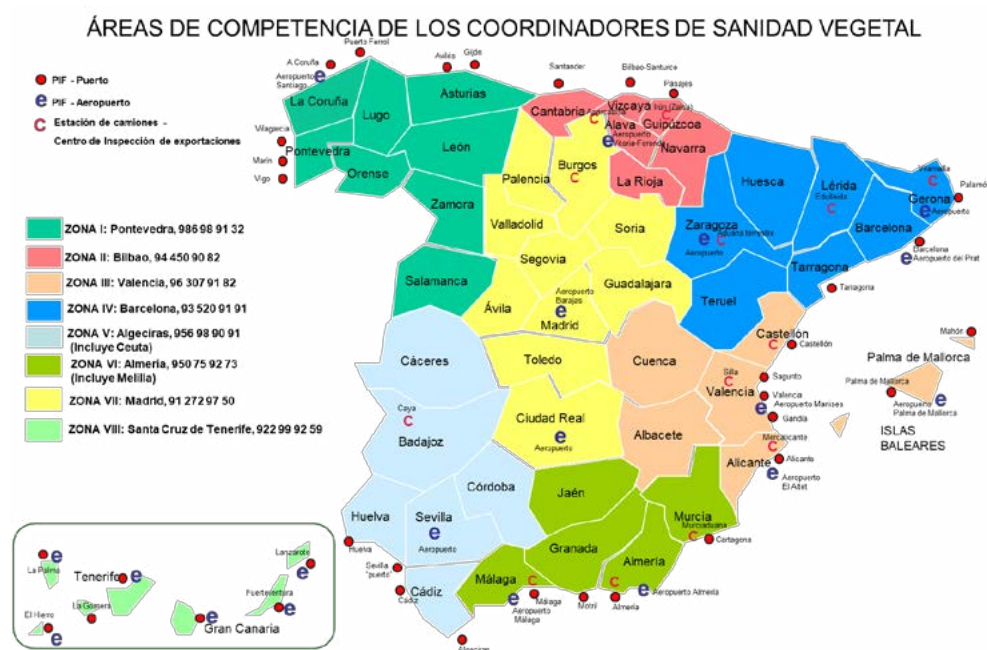 ÁREAS DE COMPETENCIA DE LOS COORDINADORES DE SANIDAD VEGETAL
PIF - Puerto
e PIF - Aeropuerto
C Estación de camiones -
Centro de Inspección de exportaciones
ZONA I: Pontevedra, 986 98 91 32
ZONA II: Bilbao, 94 450 90 82
ZONA III: Valencia, 96 307 91 82
ZONA IV: Barcelona, 93 520 91 91
ZONA V: Algeciras, 956 98 90 91
(Incluye Ceuta)
ZONA VI: Almería, 950 75 92 73
(Incluye Melilla)
ZONA VII: Madrid, 91 272 97 50
ZONA VIII: Santa Cruz de Tenerife, 922 99 92 59
Puerto Ferrol
A Coruña
Aeropuerto
Santiago
e
Avilés
Gijón
Santander
Bilbao-Santurce
Pasajes
La Coruña
Lugo
Asturias
Cantabria
Vizcaya
Guipúzcoa
C
C
Alava
e
Aeropuerto
Vitoria-Foronda
Navarra
La Rioja
Vilagarcia
Marín
Vigo
Pontevedra
Orense
León
Zamora
Salamanca
Palencia
Burgos
C
Valladolid
Soria
Segovia
Ávila
Guadalajara
Aeropuerto
Barajas
e
Madrid
Toledo
Ciudad Real
e
Aeropuerto
Huesca
Lérida
C
Gerona
C
e Aeropuerto
Palamós
Barcelona
Barcelona
e Aeropuerto del Prat
Zaragoza
e C Aduana terrestre
Aeropuerto
Tarragona
Tarragona
Teruel
Castellón
C
Castellón
Cuenca
Silla
C
Valencia
Sagunto
Valencia
e Aeropuerto Manises
Gandía
Albacete
Mercalicante
C
Alicante
Alicante
e Aeropuerto
El Altet
Mahón
Palma de Mallorca
Palma de Mallorca
Aeropuerto
Palma de Mallorca
e
ISLAS
BALEARES
Cáceres
Caya
C
Badajoz
Córdoba
Huelva
Sevilla
e
Aeropuerto
Sevilla
"puerto"
Cádiz
Cádiz
Jaén
Granada
Murcia
C
Cartagena
Almería
C
Almería
e Aeropuerto Almería
Málaga
C
e
Málaga
Aeropuerto
Málaga
Motril
e
La Palma
Tenerife e
La Gomera
El Hierro
e
Lanzarote
e
Fuerteventura
e
e
Gran Canaria